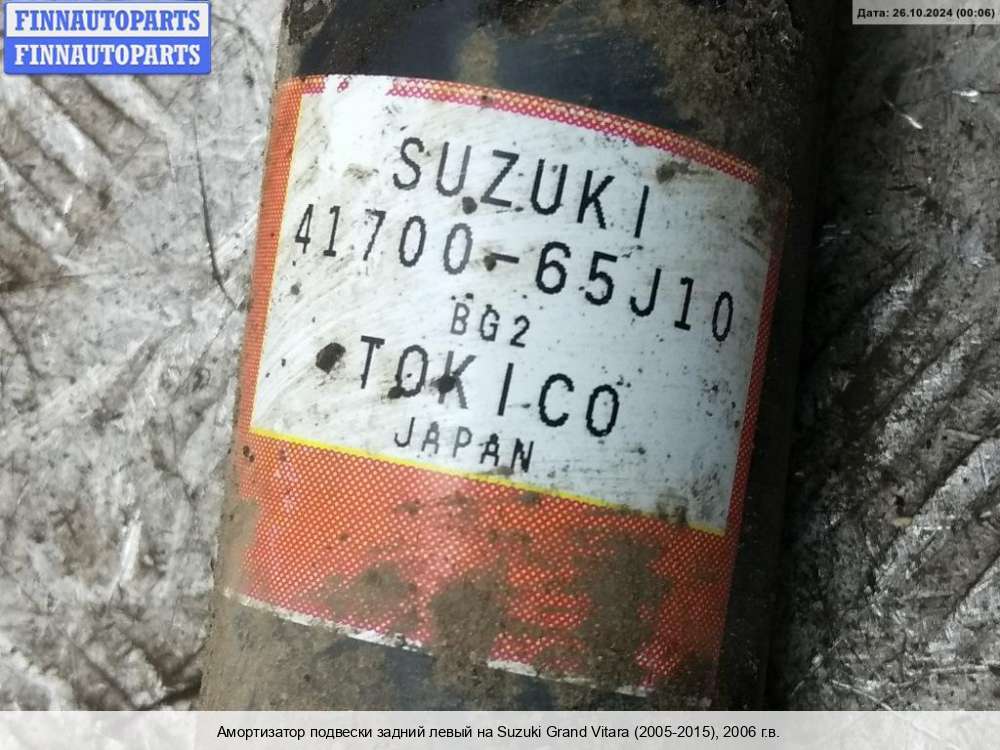 FINNAUTOPARTS
FINNAUTOPARTS
Дата: 26.10.2024 (00:06)
SUZUKI
41700-65J10
BG2
TOKICO
JAPAN
Амортизатор подвески задний левый на Suzuki Grand Vitara (2005-2015), 2006 г.в.